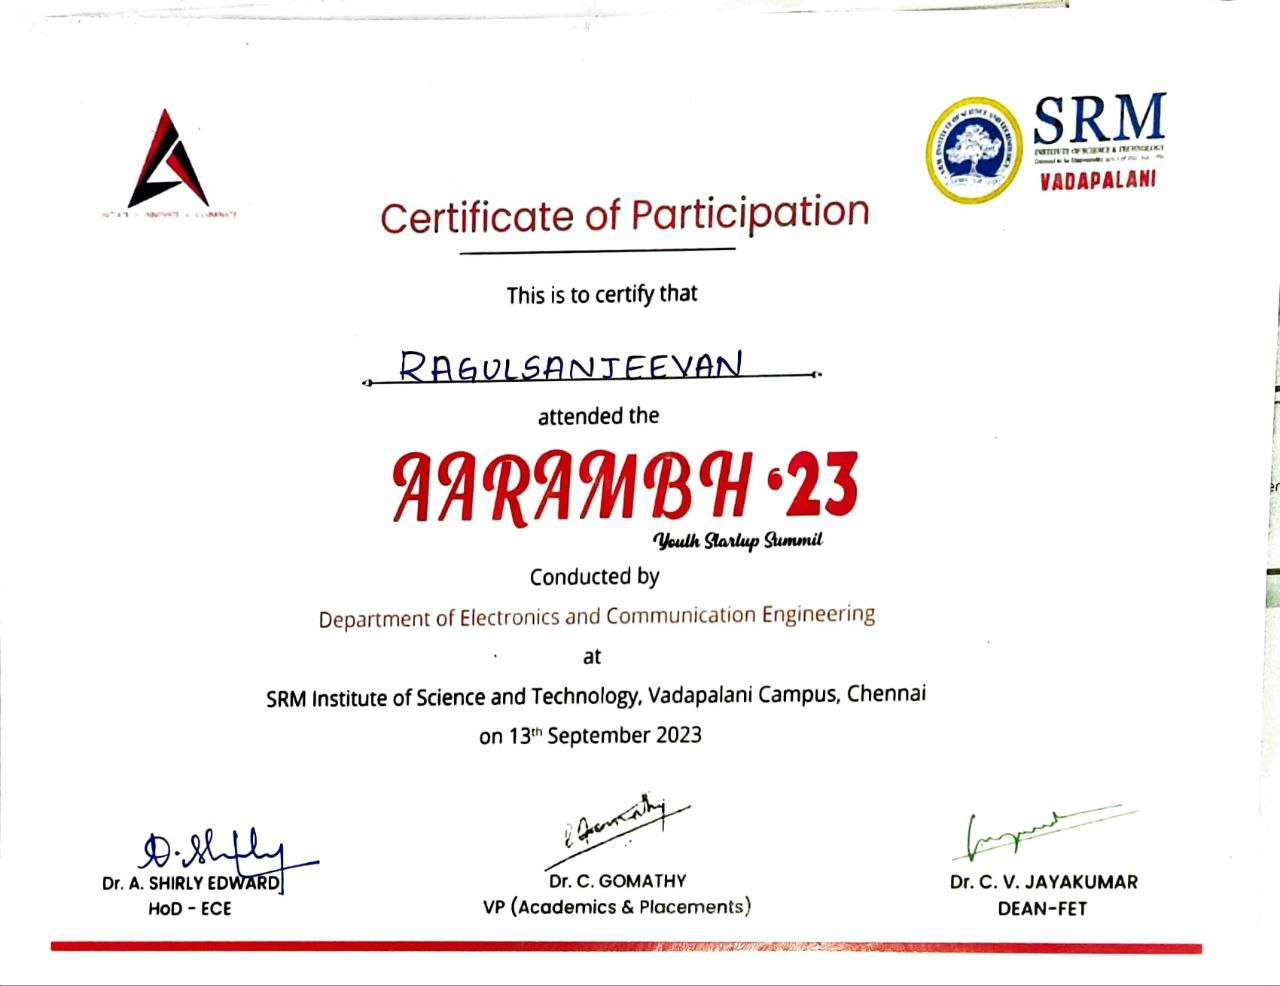 SRM
INSTITUTE OF SCIENCE & TECHNOLOGY
VADAPALANI
Certificate of Participation
This is to certify that
RAGULSANJEEVAN
attended the
AARAMBH '23
Youth Startup Summit
Conducted by
Department of Electronics and Communication Engineering
at
SRM Institute of Science and Technology, Vadapalani Campus, Chennai
on 13th September 2023
Dr. A. SHIRLY EDWARD
HoD - ECE
Dr. C. GOMATHY
VP (Academics & Placements)
Dr. C. V. JAYAKUMAR
DEAN-FET